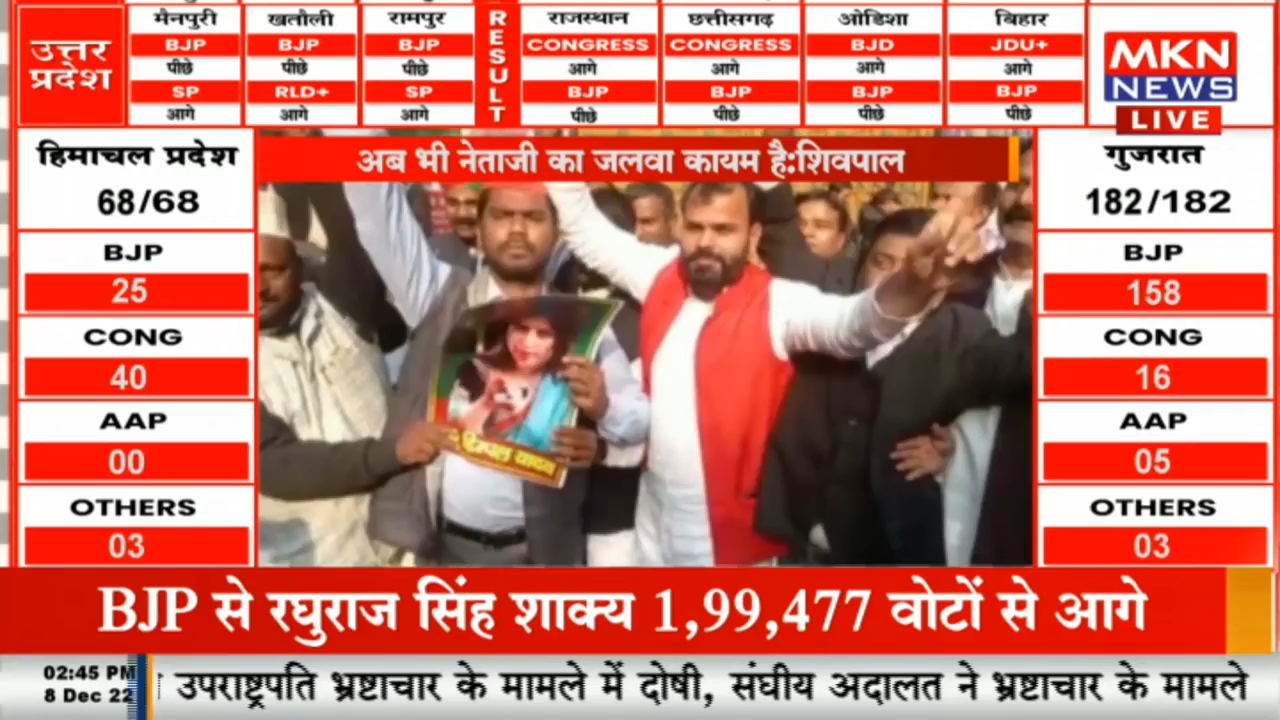 उत्तर
प्रदेश
मैनपुरी
BJP
पीछे
SP
आगे
खतौली
BJP
पीछे
RLD+
आगे
रामपुर
BJP
पीछे
SP
आगे
RESULT
राजस्थान
CONGRESS
आगे
BJP
पीछे
छत्तीसगढ़
CONGRESS
आगे
BJP
पीछे
ओडिशा
BJD
आगे
BJP
पीछे
बिहार
JDU+
आगे
BJP
पीछे
MKN
NEWS
LIVE
हिमाचल प्रदेश
68/68
BJP
25
CONG
40
AAP
00
OTHERS
03
अब भी नेताजी का जलवा कायम है:शिवपाल
डिम्पल यादव
गुजरात
182/182
BJP
158
CONG
16
AAP
05
OTHERS
03
BJP से रघुराज सिंह शाक्य 1,99,477 वोटों से आगे
02:45 PM
8 Dec 22
उपराष्ट्रपति भ्रष्टाचार के मामले में दोषी, संघीय अदालत ने भ्रष्टाचार के मामले